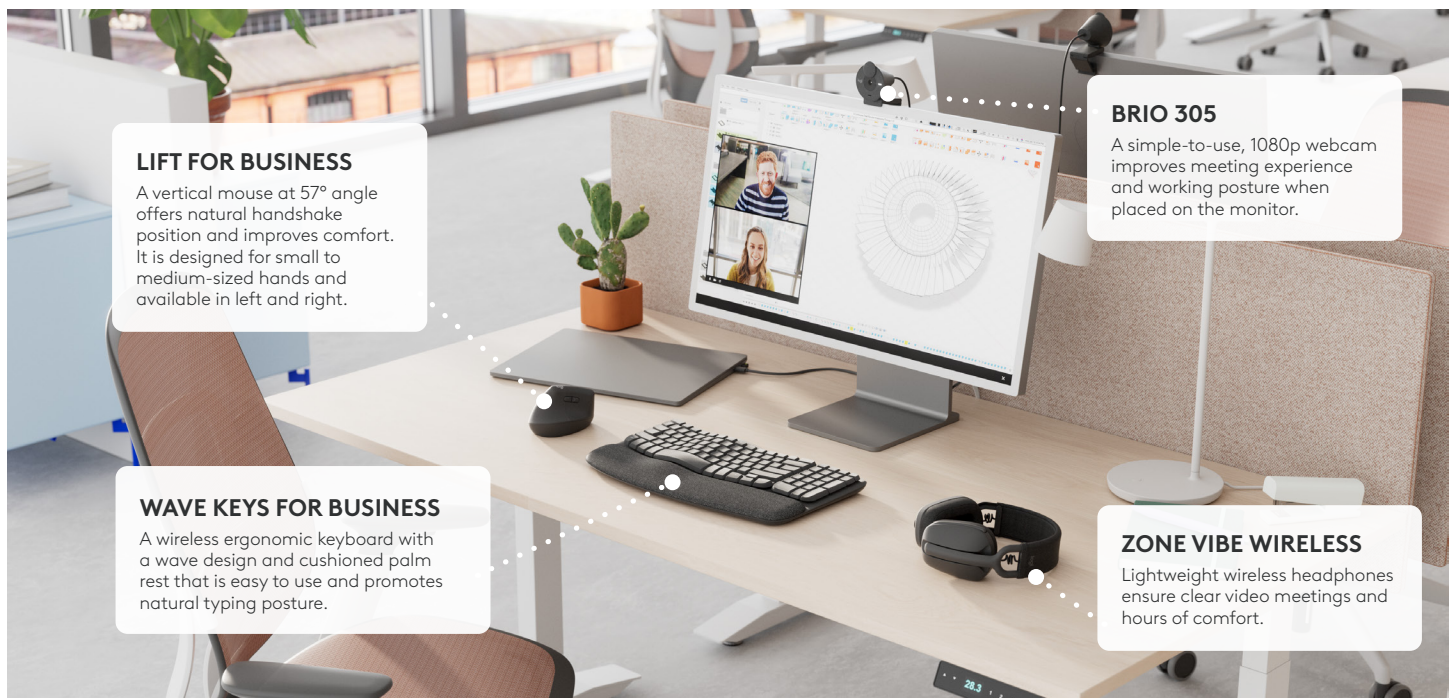 LIFT FOR BUSINESS
A vertical mouse at 57° angle
offers natural handshake
position and improves comfort.
It is designed for small to
medium-sized hands and
available in left and right.
BRIO 305
A simple-to-use, 1080p webcam
improves meeting experience
and working posture when
placed on the monitor.
WAVE KEYS FOR BUSINESS
A wireless ergonomic keyboard with
a wave design and cushioned palm
rest that is easy to use and promotes
natural typing posture.
ZONE VIBE WIRELESS
Lightweight wireless headphones
ensure clear video meetings and
hours of comfort.
28.3